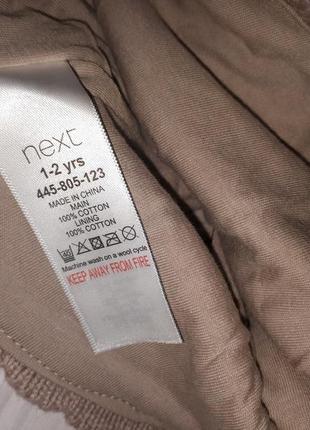 next
1-2 yrs
445-805-123
MADE IN CHINA
MAIN
100% COTTON
LINING
100% COTTON
40
Machine wash on a wool cycle
KEEP AWAY FROM FIRE